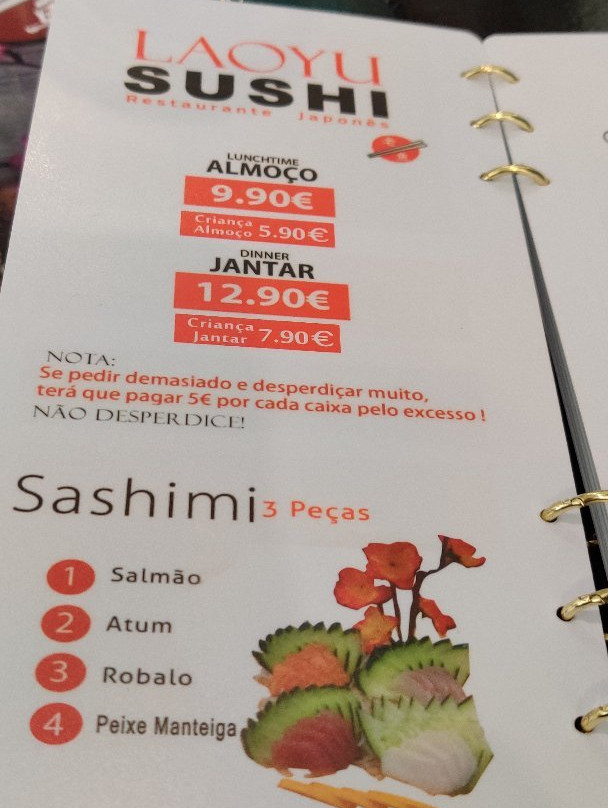 LAOYU
SUSHI
Restaurante Japonês
LUNCHTIME
ALMOÇO
9.90€
Criança
Almoço 5.90€
DINNER
JANTAR
12.90€
Criança
Jantar 7.90€
NOTA:
Se pedir demasiado e desperdiçar muito,
terá que pagar 5€ por cada caixa pelo excesso !
NÃO DESPERDICE!
Sashimi 3 Peças
1 Salmão
2 Atum
3 Robalo
4 Peixe Manteiga